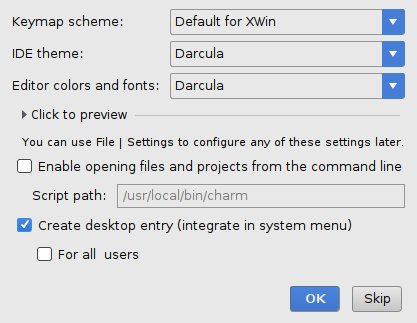 Keymap scheme: Default for XWin
IDE theme: Darcula
Editor colors and fonts: Darcula
Click to preview
You can use File | Settings to configure any of these settings later.
Enable opening files and projects from the command line
Script path: /usr/local/bin/charm
Create desktop entry (integrate in system menu)
For all users
OK Skip